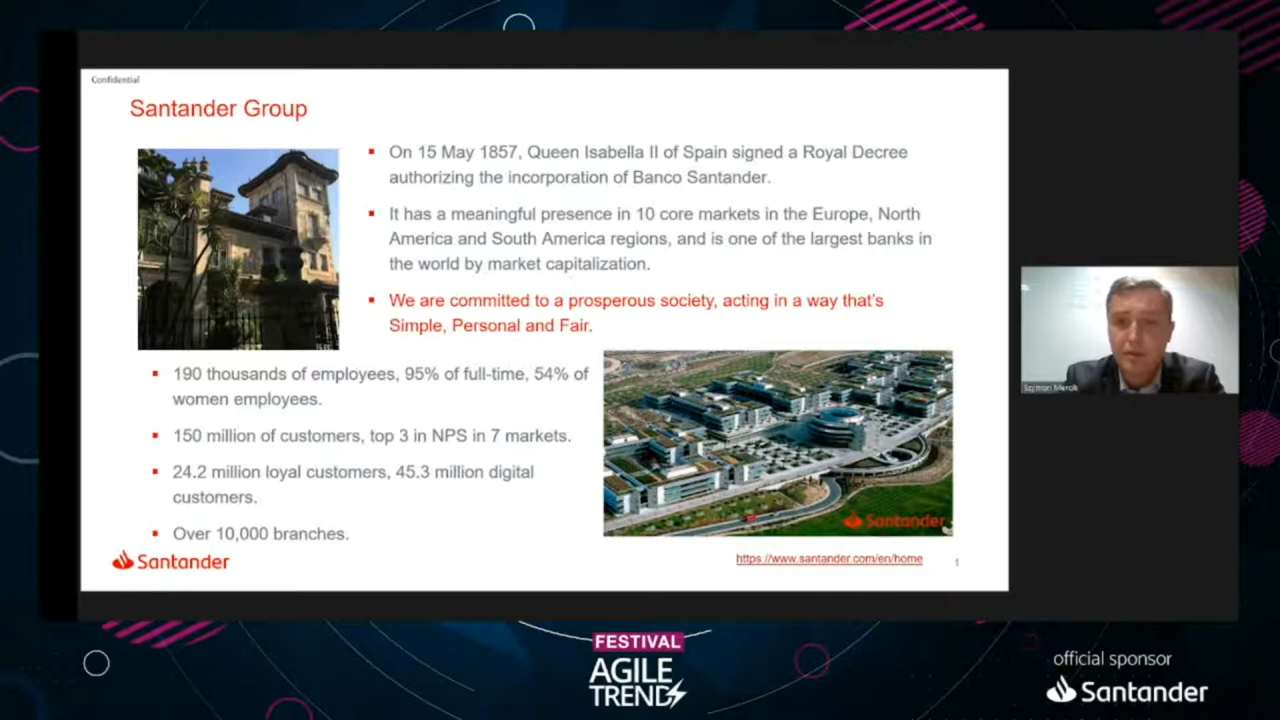 Confidential
Santander Group
On 15 May 1857, Queen Isabella II of Spain signed a Royal Decree
authorizing the incorporation of Banco Santander.
It has a meaningful presence in 10 core markets in the Europe, North
America and South America regions, and is one of the largest banks in
the world by market capitalization.
We are committed to a prosperous society, acting in a way that's
Simple, Personal and Fair.
190 thousands of employees, 95% of full-time, 54% of
women employees.
150 million of customers, top 3 in NPS in 7 markets.
24.2 million loyal customers, 45.3 million digital
customers.
Over 10,000 branches.
Santander
Santander
https://www.santander.com/en/home
1
Szymon Merok
FESTIVAL
AGILE
TRENDS
official sponsor
Santander